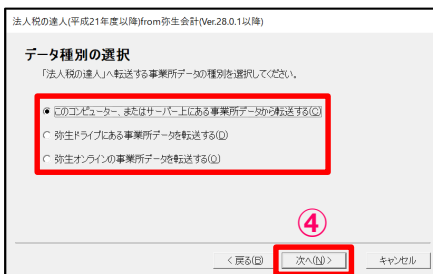 法人税の達人(平成21年度以降)from弥生会計(Ver.28.0.1以降)
データ種別の選択
「法人税の達人」へ転送する事業所データの種別を選択してください。
このコンピューター、またはサーバー上にある事業所データから転送する(C)
弥生ドライブにある事業所データを転送する(D)
弥生オンラインの事業所データを転送する(O)
④
< 戻る(B) 次へ(N) > キャンセル